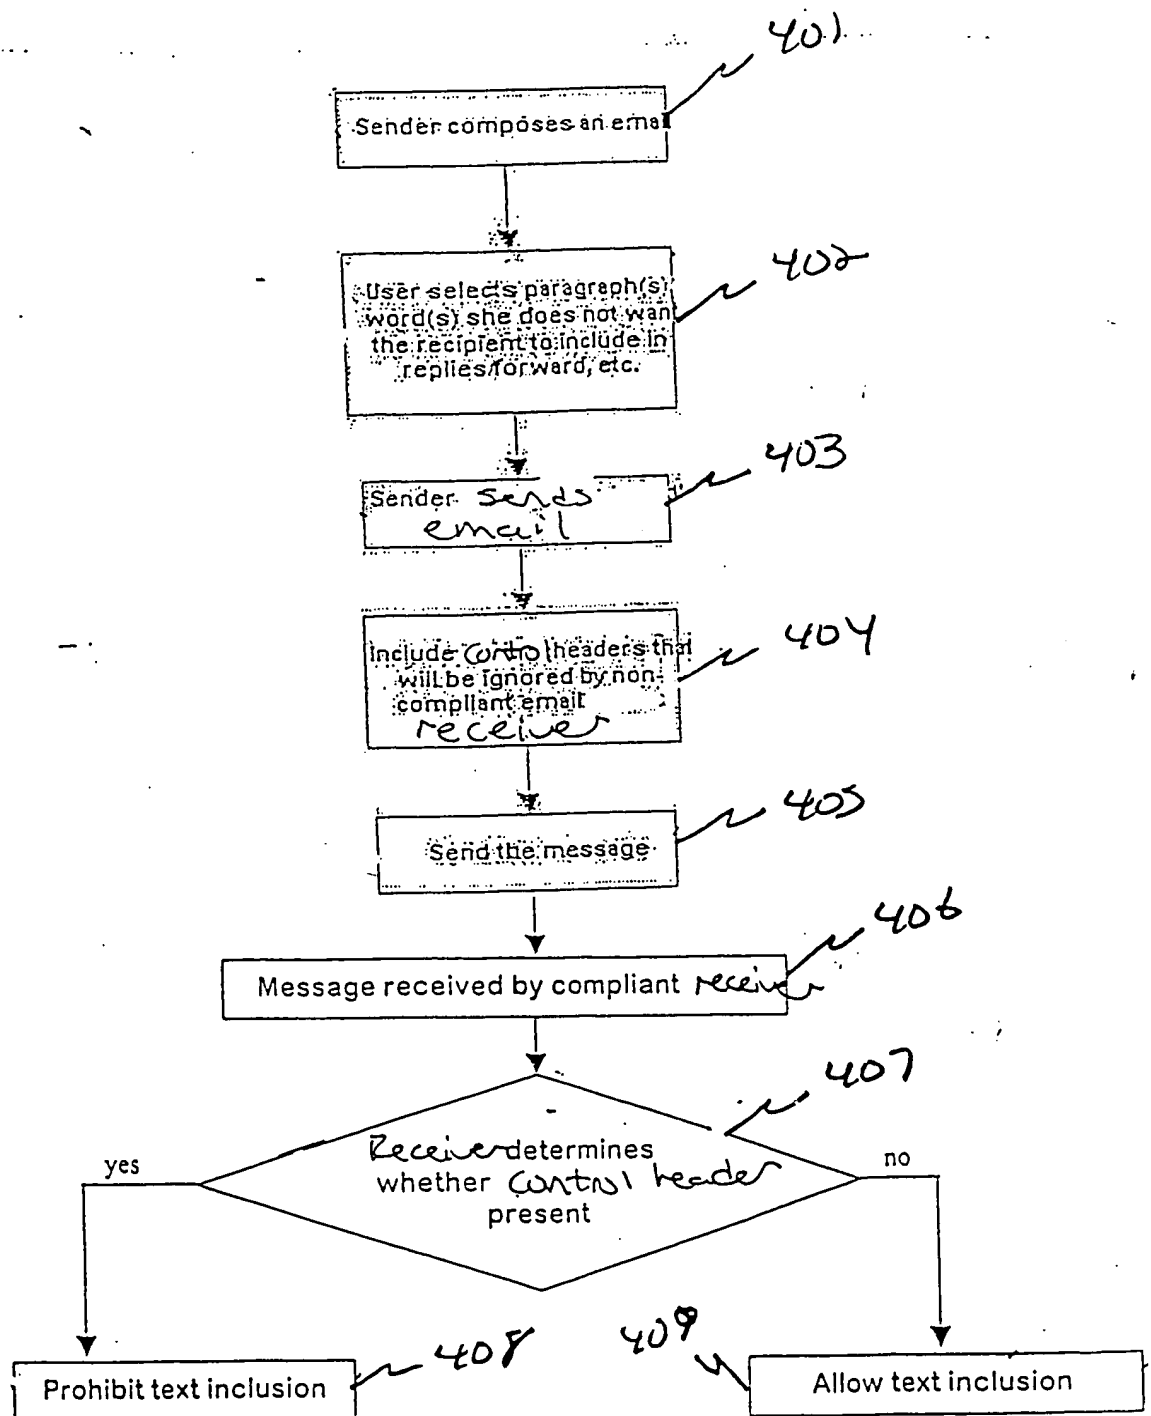 401
Sender composes an emai
402
User selects paragraph(s)
word(s) she does not wan
the recipient to include in
replies/forward, etc.
403
Sender sends
email
404
Include control headers that
will be ignored by non-
compliant email
receiver
405
Send the message
406
Message received by compliant receiver
407
Receiver determines
whether control header
present
yes
no
408
409
Prohibit text inclusion
Allow text inclusion